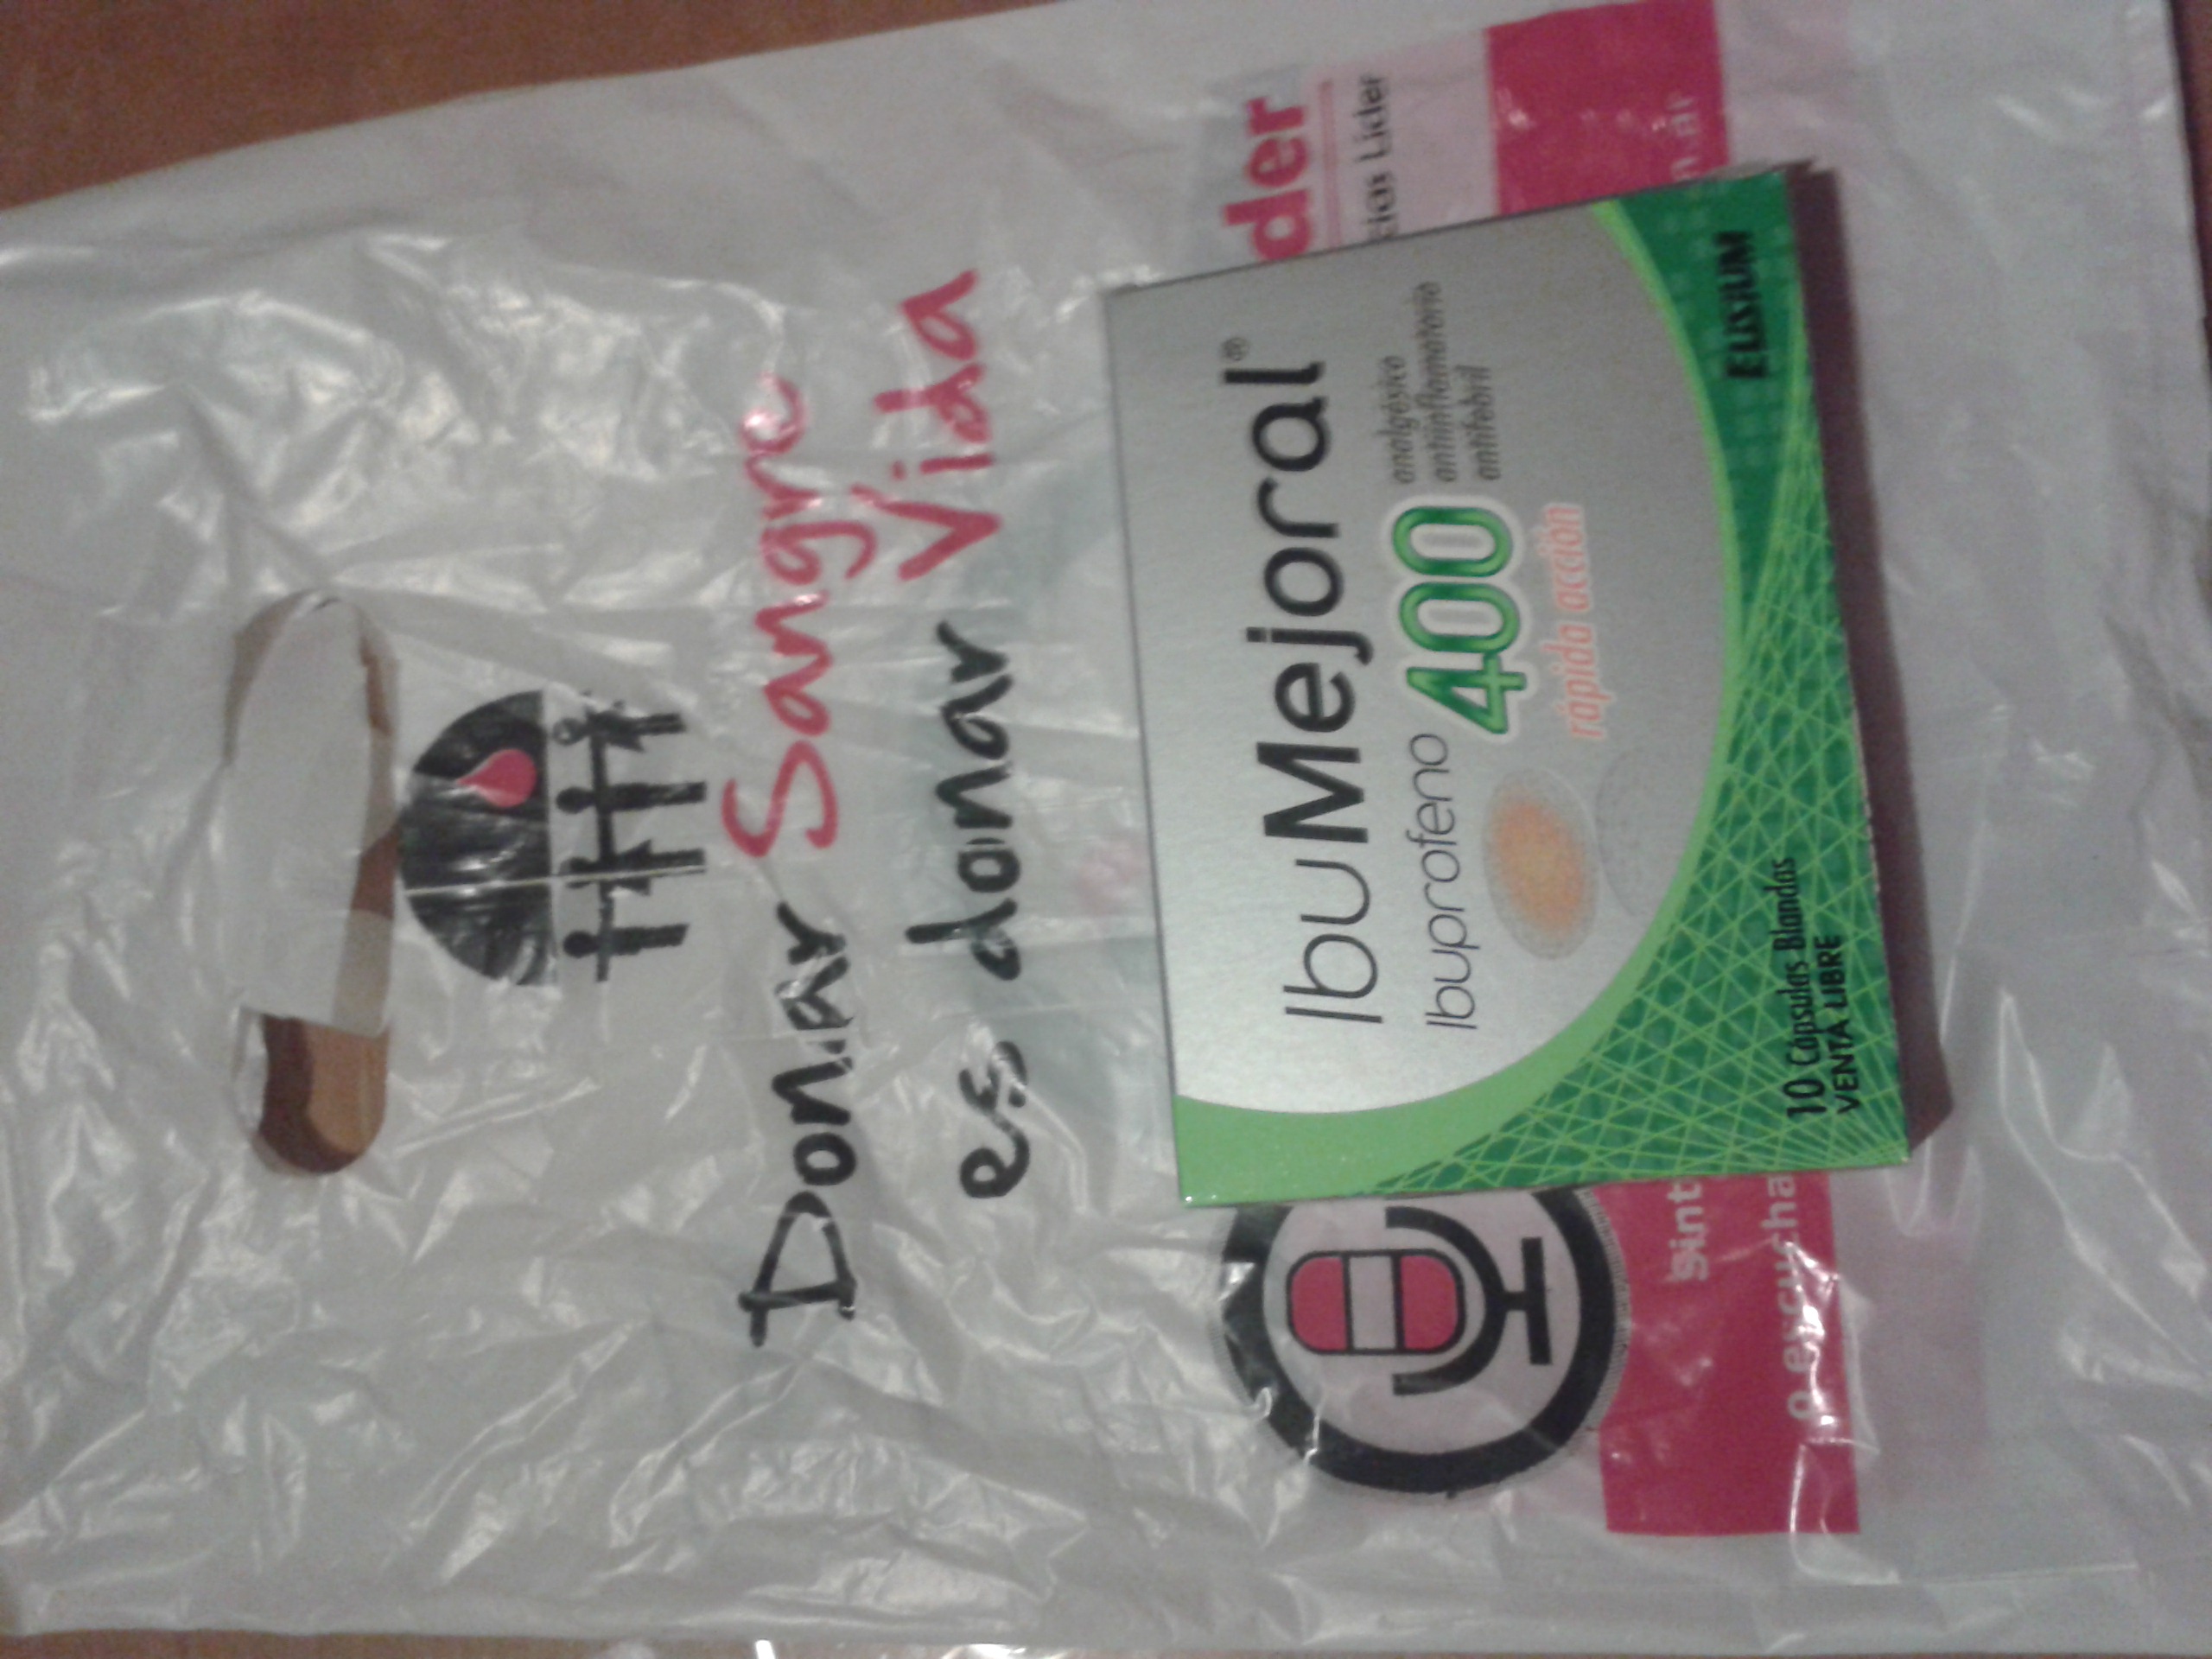 Donar Sangre
es donar Vida
der
cias Lider
IbuMejoral®
Ibuprofeno 400
analgésico
antiinflamatorio
antifebril
rápida acción
Sint
o escucha
ELISIUM
10 Cápsulas Blandas
VENTA LIBRE